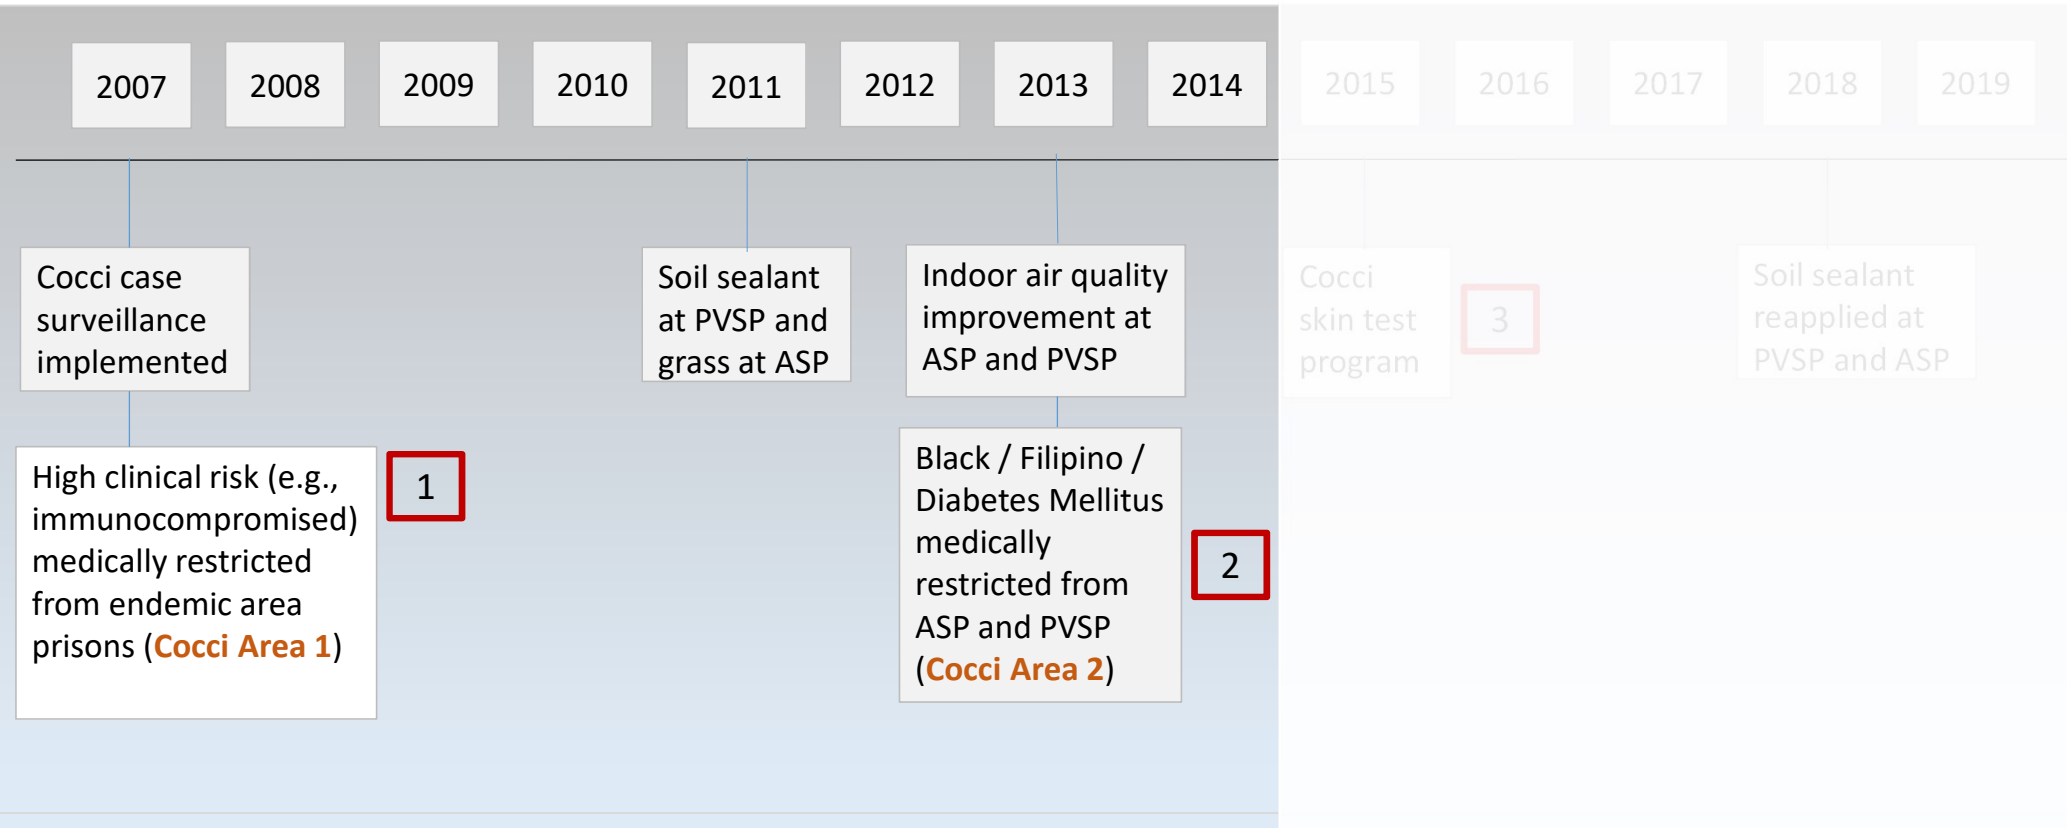 2007 2008 2009 2010 2011 2012 2013 2014 2015 2016 2017 2018 2019
Cocci case
surveillance
implemented
High clinical risk (e.g.,
immunocompromised)
medically restricted
from endemic area
prisons (Cocci Area 1)
1
Soil sealant
at PVSP and
grass at ASP
Indoor air quality
improvement at
ASP and PVSP
Black / Filipino /
Diabetes Mellitus
medically
restricted from
ASP and PVSP
(Cocci Area 2)
2
Cocci
skin test
program
3
Soil sealant
reapplied at
PVSP and ASP